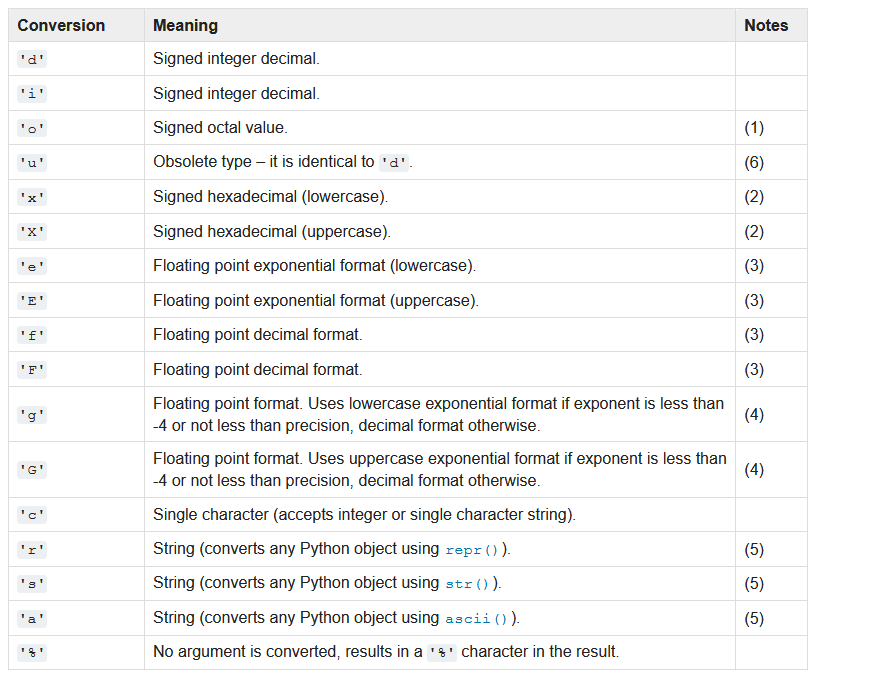 Conversion Meaning Notes
'd' Signed integer decimal.
'i' Signed integer decimal.
'o' Signed octal value. (1)
'u' Obsolete type – it is identical to 'd'. (6)
'x' Signed hexadecimal (lowercase). (2)
'X' Signed hexadecimal (uppercase). (2)
'e' Floating point exponential format (lowercase). (3)
'E' Floating point exponential format (uppercase). (3)
'f' Floating point decimal format. (3)
'F' Floating point decimal format. (3)
'g' Floating point format. Uses lowercase exponential format if exponent is less than
-4 or not less than precision, decimal format otherwise. (4)
'G' Floating point format. Uses uppercase exponential format if exponent is less than
-4 or not less than precision, decimal format otherwise. (4)
'c' Single character (accepts integer or single character string).
'r' String (converts any Python object using repr()). (5)
's' String (converts any Python object using str()). (5)
'a' String (converts any Python object using ascii()). (5)
'%' No argument is converted, results in a '%' character in the result.